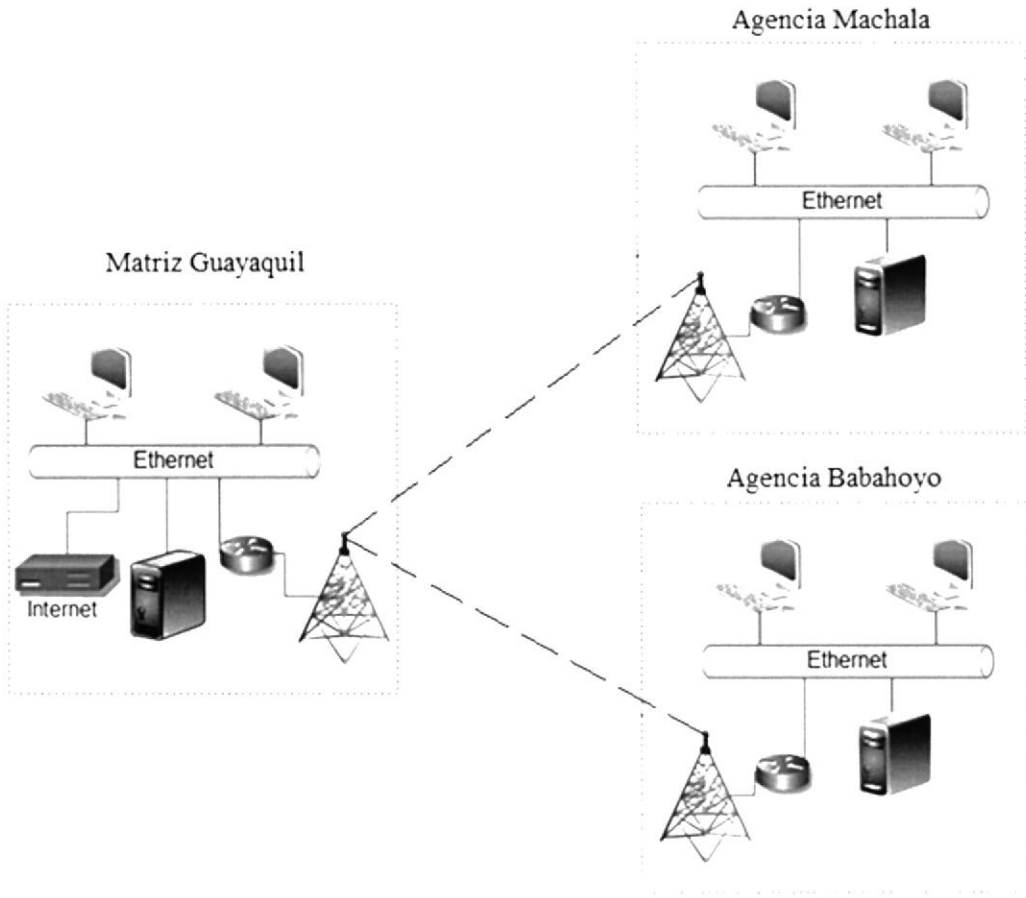 Agencia Machala
Ethernet
Matriz Guayaquil
Ethernet
Internet
Agencia Babahoyo
Ethernet